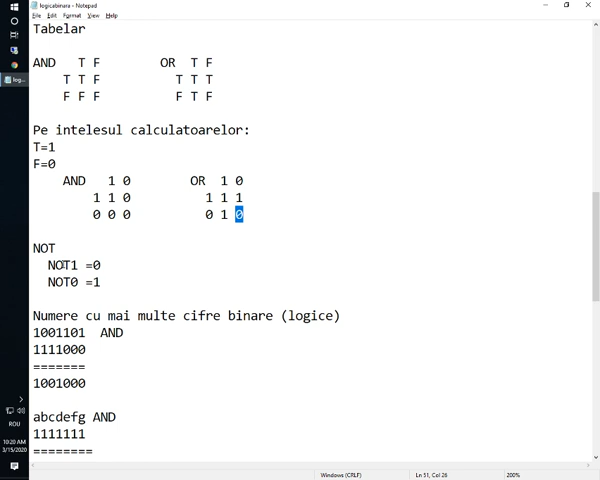 logicabinara - Notepad
File Edit Format View Help
Tabelar
AND T F OR T F
T T F T T T
F F F F T F
Pe intelesul calculatoarelor:
T=1
F=0
AND 1 0 OR 1 0
1 1 0 1 1 1
0 0 0 0 1 0
NOT
NOT1 =0
NOT0 =1
Numere cu mai multe cifre binare (logice)
1001101 AND
1111000
=======
1001000
abcdefg AND
1111111
========
log...
ROU
10:20 AM
3/15/2020
Windows (CRLF) Ln 51, Col 26 200%